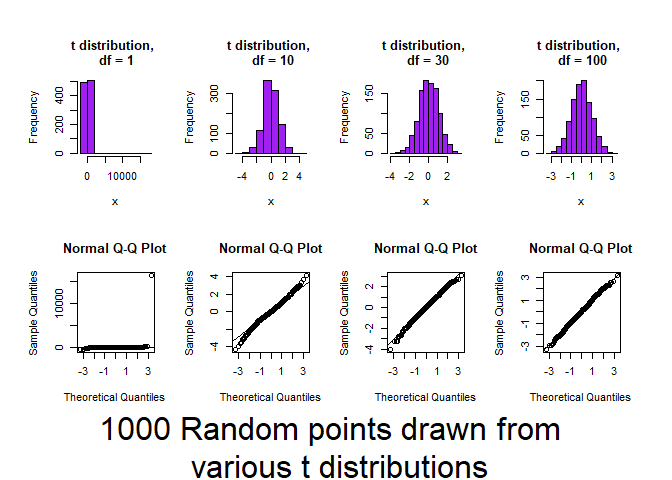 t distribution,
df = 1
t distribution,
df = 10
t distribution,
df = 30
t distribution,
df = 100
Frequency
0 200 400
0 10000
x
Frequency
0 100 300
-4 0 2 4
x
Frequency
0 50 150
-4 -2 0 2
x
Frequency
0 50 150
-3 -1 1 3
x
Normal Q-Q Plot
Normal Q-Q Plot
Normal Q-Q Plot
Normal Q-Q Plot
Sample Quantiles
0 10000
-3 -1 1 3
Theoretical Quantiles
Sample Quantiles
-4 0 2 4
-3 -1 1 3
Theoretical Quantiles
Sample Quantiles
-4 -2 0 2
-3 -1 1 3
Theoretical Quantiles
Sample Quantiles
-3 -1 1 3
-3 -1 1 3
Theoretical Quantiles
1000 Random points drawn from
various t distributions